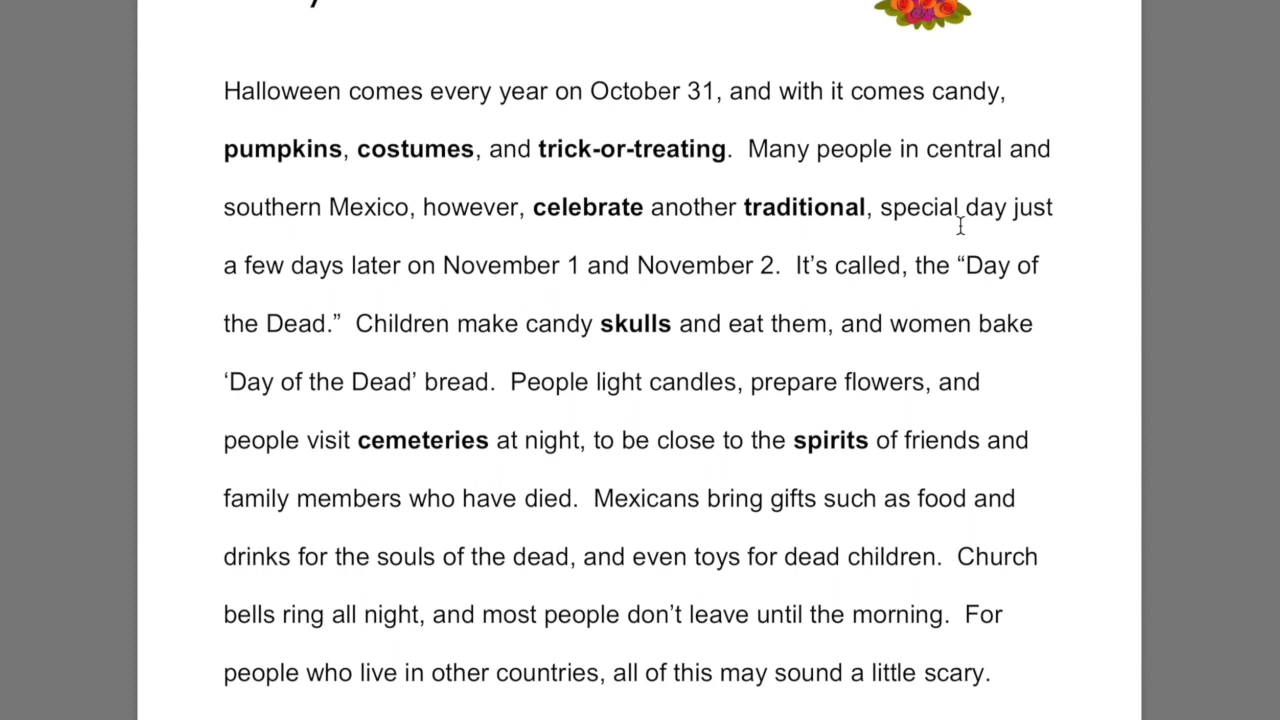 Halloween comes every year on October 31, and with it comes candy,
pumpkins, costumes, and trick-or-treating.  Many people in central and
southern Mexico, however, celebrate another traditional, special day just
a few days later on November 1 and November 2.  It’s called, the “Day of
the Dead.”  Children make candy skulls and eat them, and women bake
‘Day of the Dead’ bread.  People light candles, prepare flowers, and
people visit cemeteries at night, to be close to the spirits of friends and
family members who have died.  Mexicans bring gifts such as food and
drinks for the souls of the dead, and even toys for dead children.  Church
bells ring all night, and most people don’t leave until the morning.  For
people who live in other countries, all of this may sound a little scary.